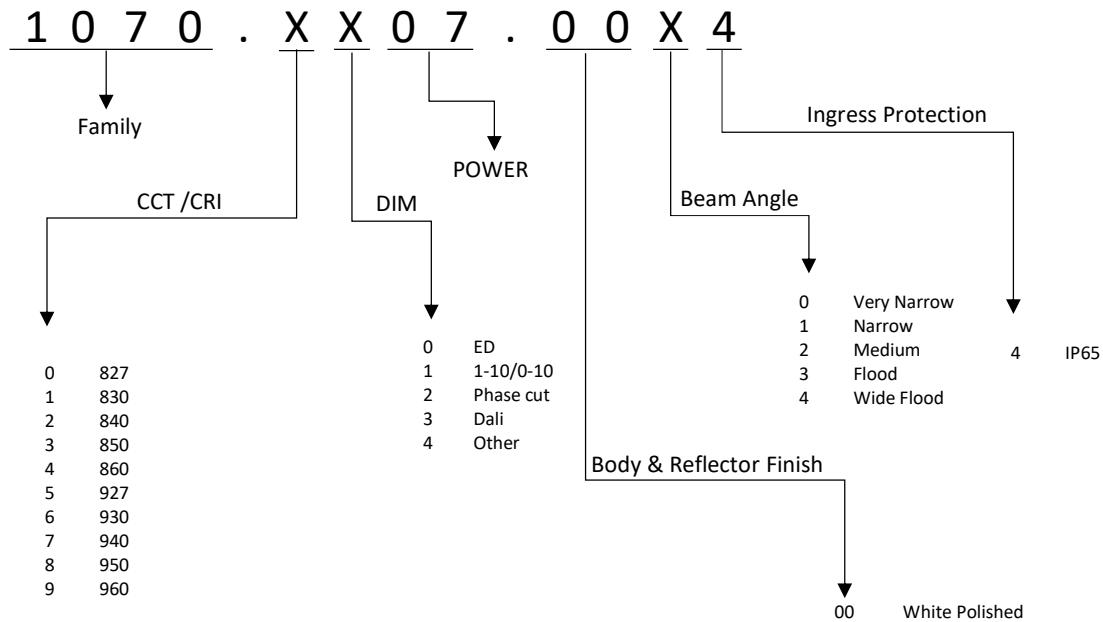 1 0 7 0 . X X 0 7 . 0 0 X 4
Family
POWER
Ingress Protection
CCT /CRI
DIM
Beam Angle
0 827
1 830
2 840
3 850
4 860
5 927
6 930
7 940
8 950
9 960
0 ED
1 1-10/0-10
2 Phase cut
3 Dali
4 Other
0 Very Narrow
1 Narrow
2 Medium
3 Flood
4 Wide Flood
4 IP65
Body & Reflector Finish
00 White Polished